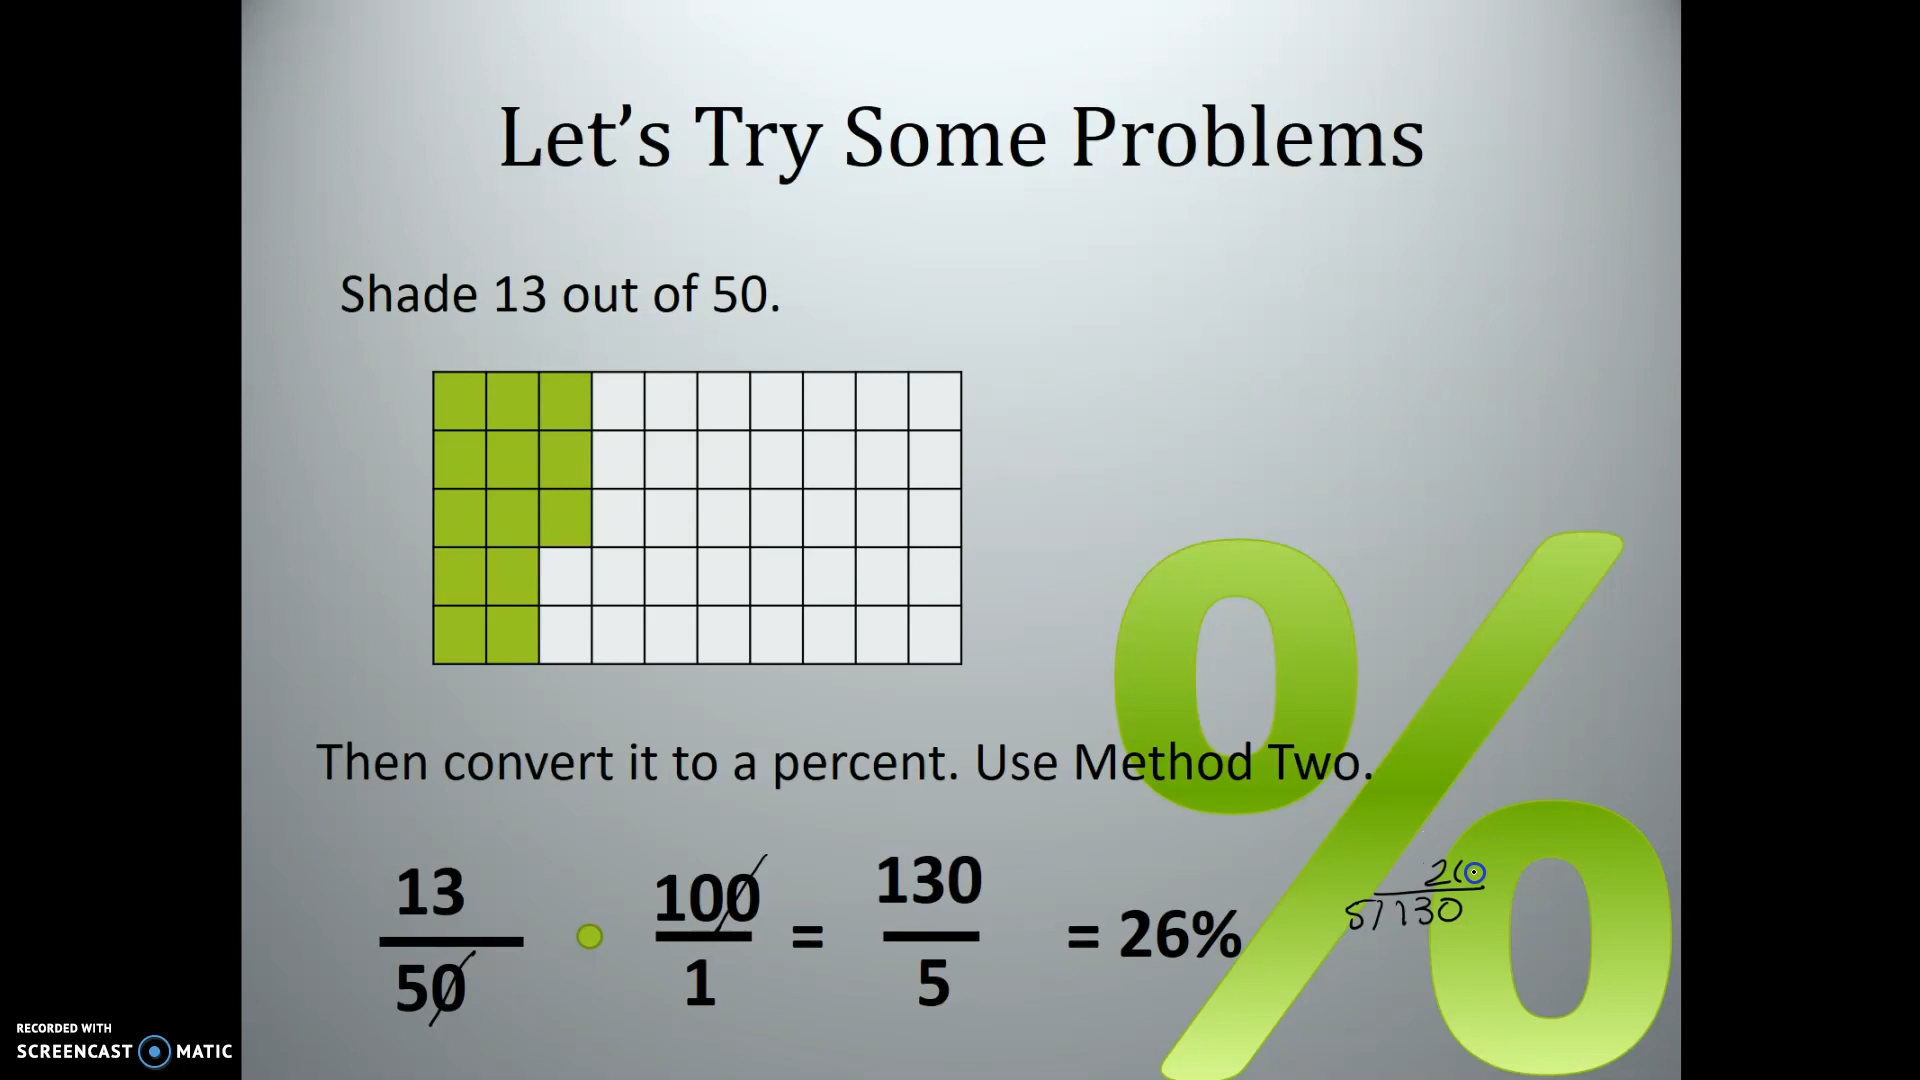 Let’s Try Some Problems
Shade 13 out of 50.
Then convert it to a percent. Use Method Two.
13
50
100
1
=
130
5
= 26%
26
5 130
RECORDED WITH
SCREENCAST MATIC
%